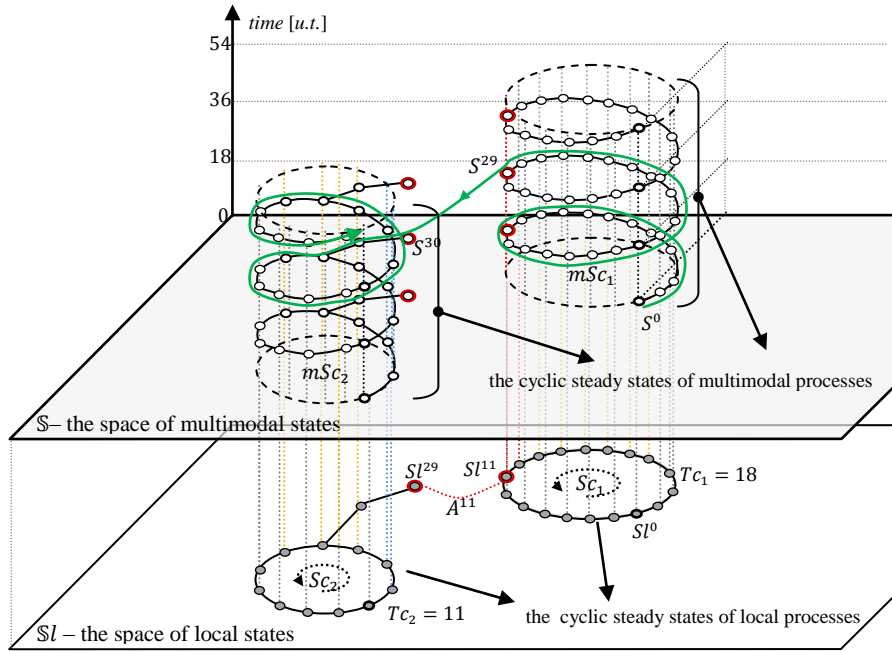 time [u.t.]
54
36
18
0
S^29
S^30
mSc_1
S^0
mSc_2
the cyclic steady states of multimodal processes
𝕊– the space of multimodal states
Sl^29
Sl^11
A^11
Sc_1
Tc_1 = 18
Sl^0
Sc_2
Tc_2 = 11
the cyclic steady states of local processes
𝕊l – the space of local states